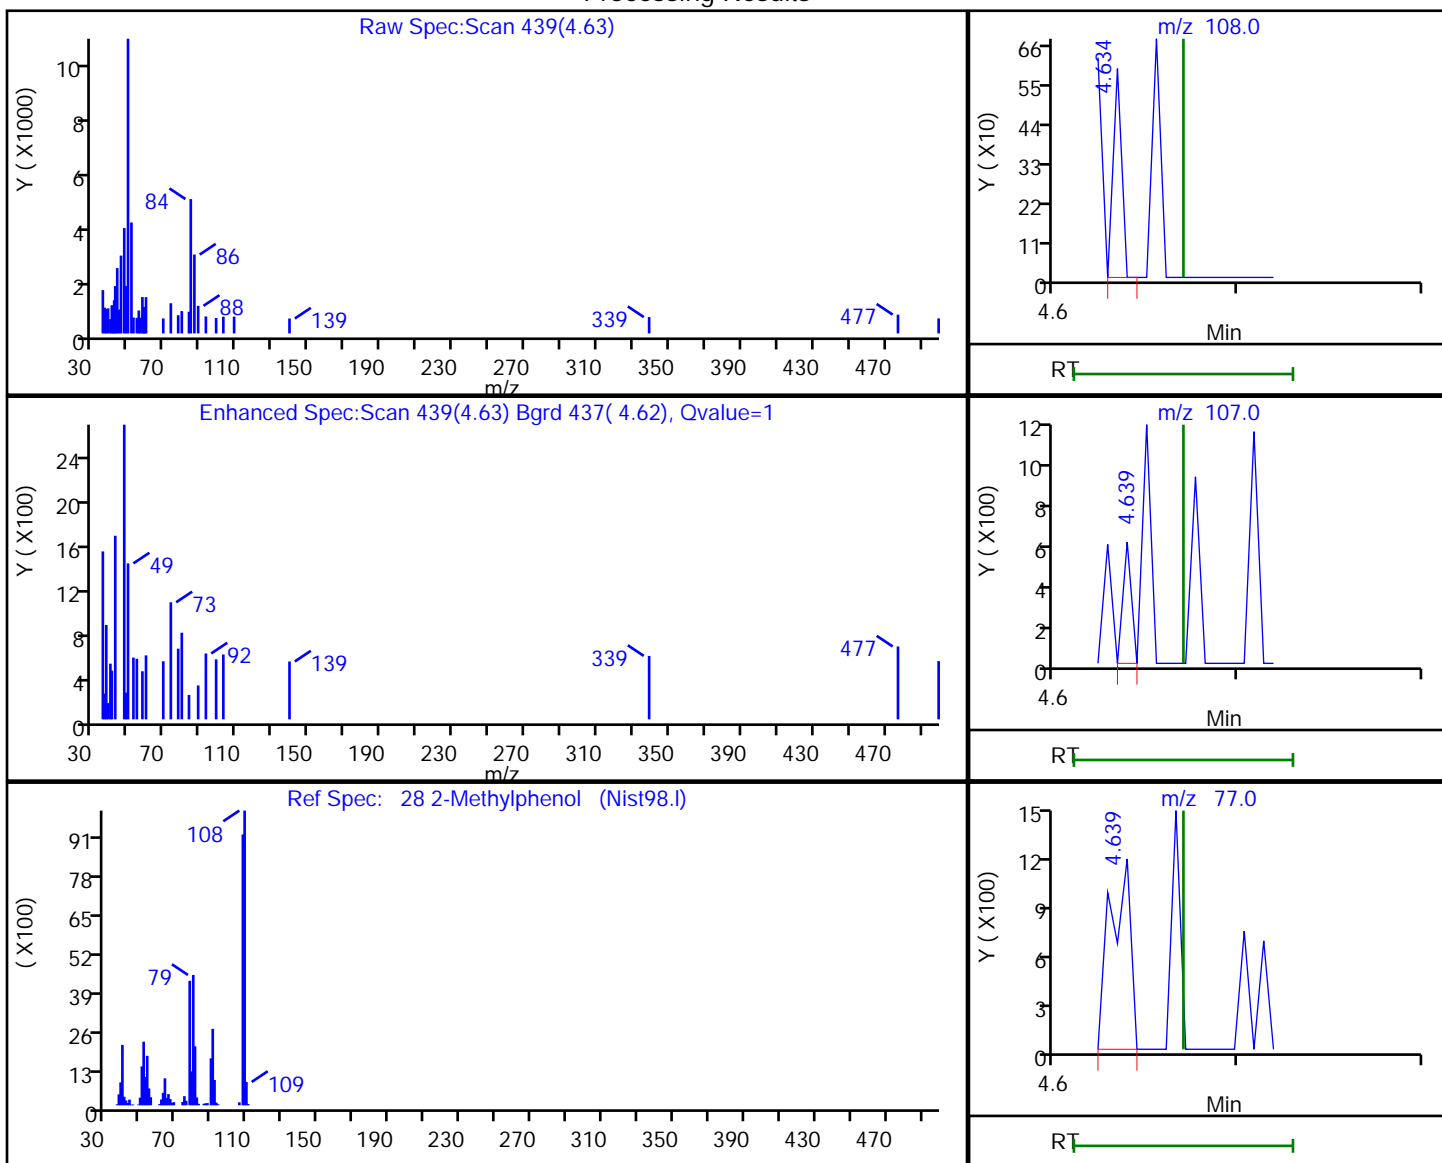 Processing Results
Raw Spec:Scan 439(4.63)
Y ( X1000)
10
8
6
4
2
0
84
86
88
139
339
477
30 70 110 150 190 230 270 310 350 390 430 470
m/z
m/z 108.0
Y ( X10)
66
55
44
33
22
11
0
4.634
4.6
Min
RT
Enhanced Spec:Scan 439(4.63) Bgrd 437( 4.62), Qvalue=1
Y ( X100)
24
20
16
12
8
4
0
49
73
92
139
339
477
30 70 110 150 190 230 270 310 350 390 430 470
m/z
m/z 107.0
Y ( X100)
12
10
8
6
4
2
0
4.639
4.6
Min
RT
Ref Spec: 28 2-Methylphenol (Nist98.l)
( X100)
91
78
65
52
39
26
13
0
108
79
109
30 70 110 150 190 230 270 310 350 390 430 470
m/z 77.0
Y ( X100)
15
12
9
6
3
0
4.639
4.6
Min
RT